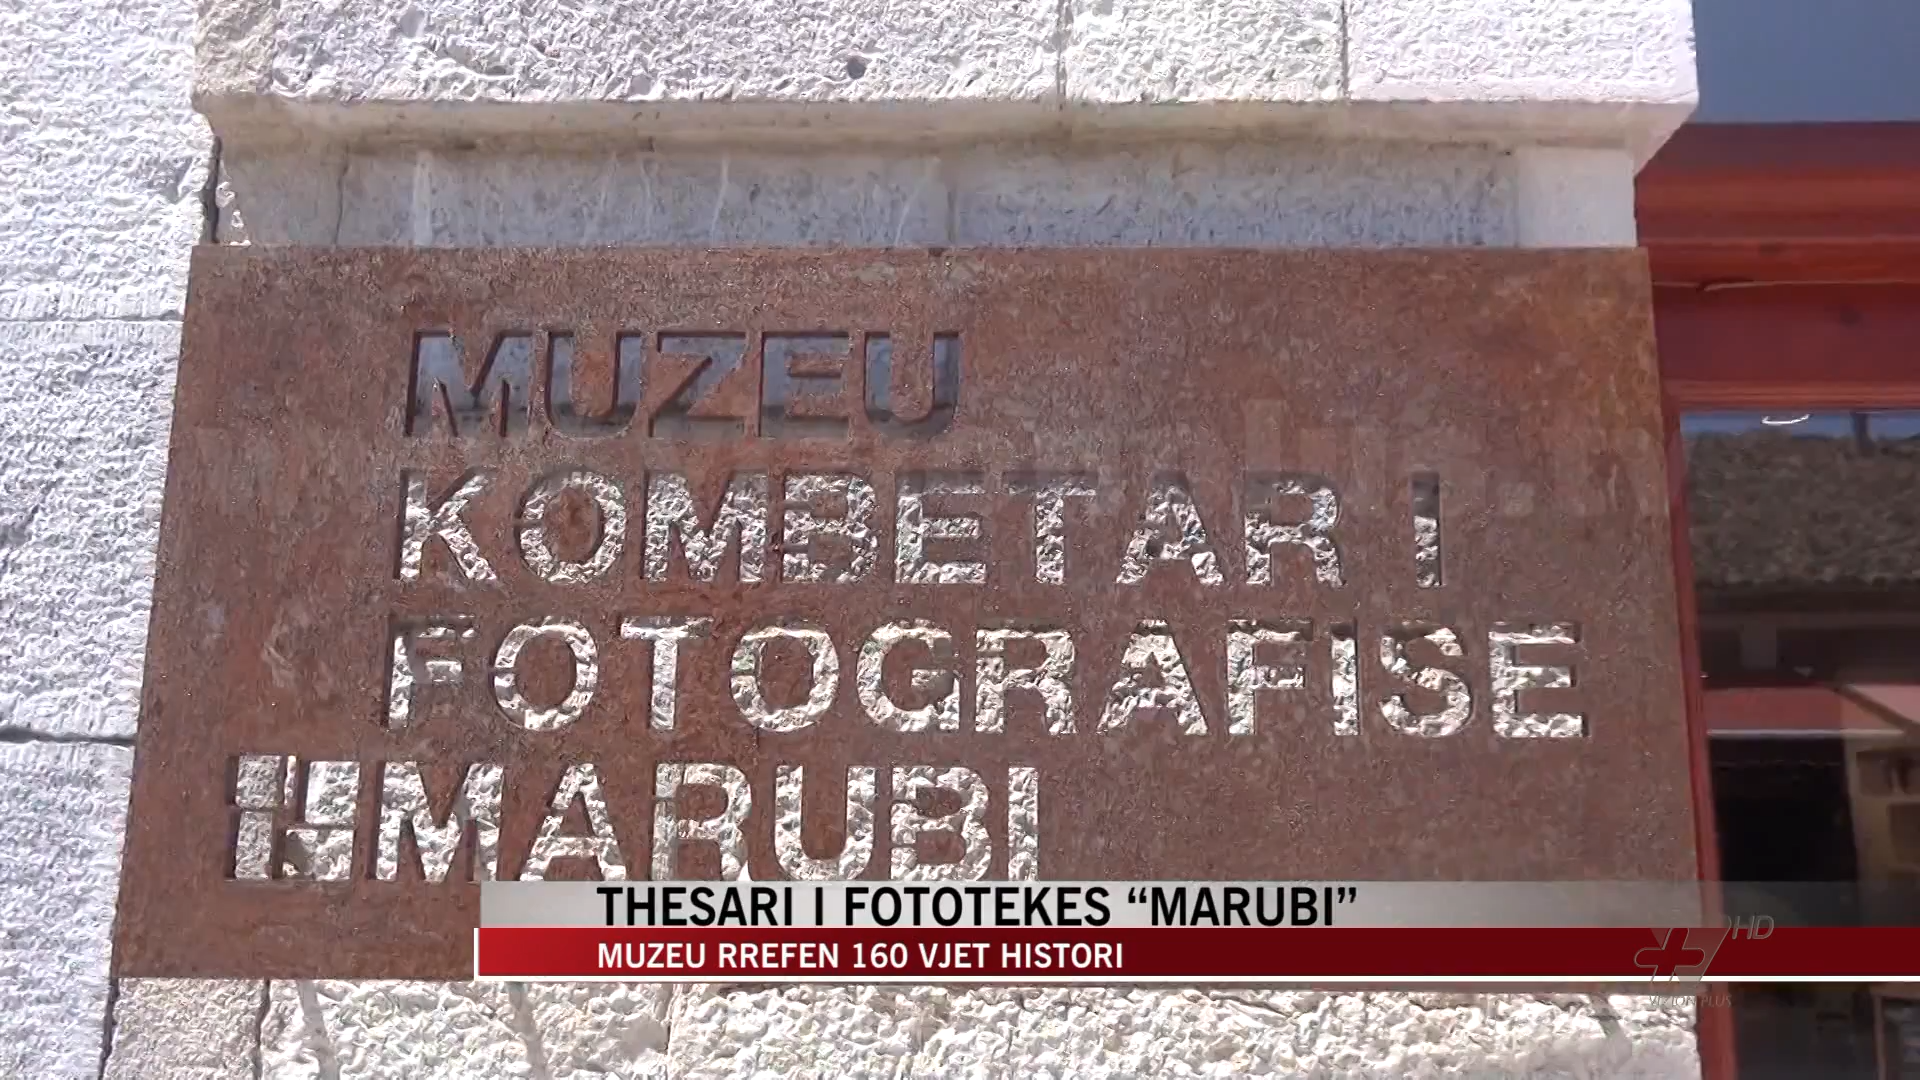 MUZEU
KOMBETAR I
FOTOGRAFISE
MARUBI
THESARI I FOTOTEKES “MARUBI”
MUZEU RREFEN 160 VJET HISTORI
HD
VIZION PLUS